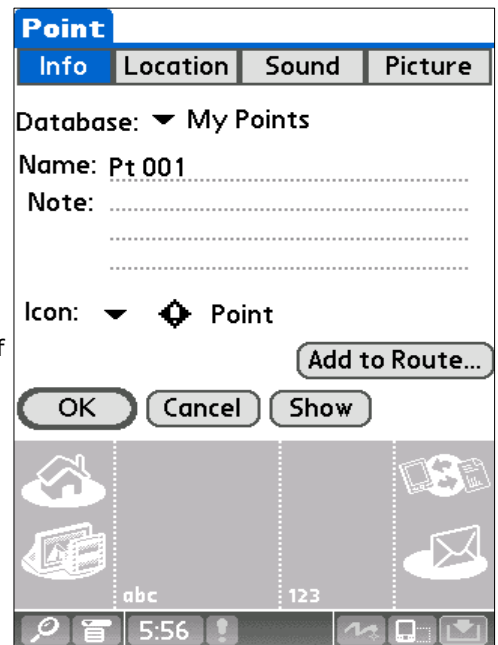 Point
Info Location Sound Picture
Database: My Points
Name: Pt 001
Note:
Icon: Point
f
Add to Route...
OK Cancel Show
abc 123
5:56